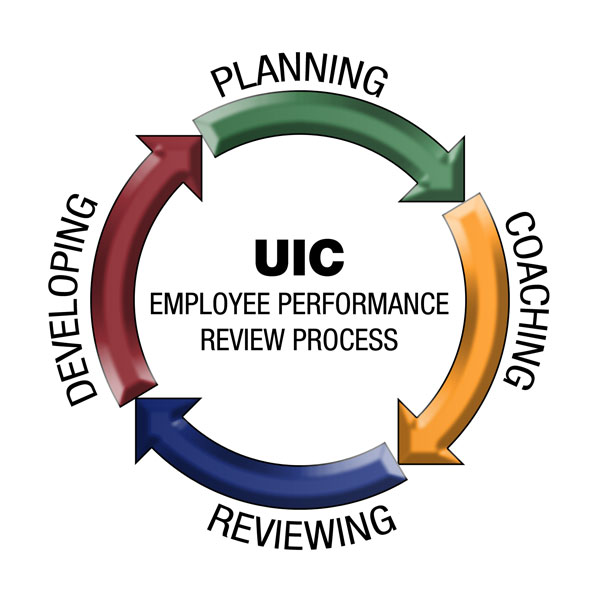 PLANNING
COACHING
REVIEWING
DEVELOPING
UIC
EMPLOYEE PERFORMANCE
REVIEW PROCESS